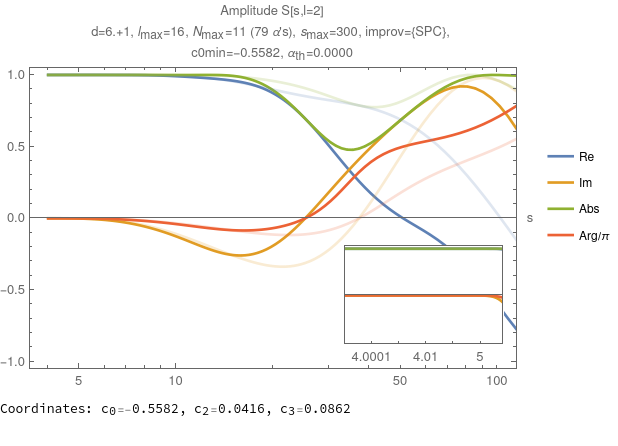 Amplitude S[s,l=2]
d=6.+1, lmax=16, Nmax=11 (79 α's), smax=300, improv={SPC},
c0min=-0.5582, αth=0.0000
1.0
0.5
0.0
-0.5
-1.0
s
5
10
50
100
4.0001
4.01
5
Re
Im
Abs
Arg/π
Coordinates: c0=-0.5582, c2=0.0416, c3=0.0862